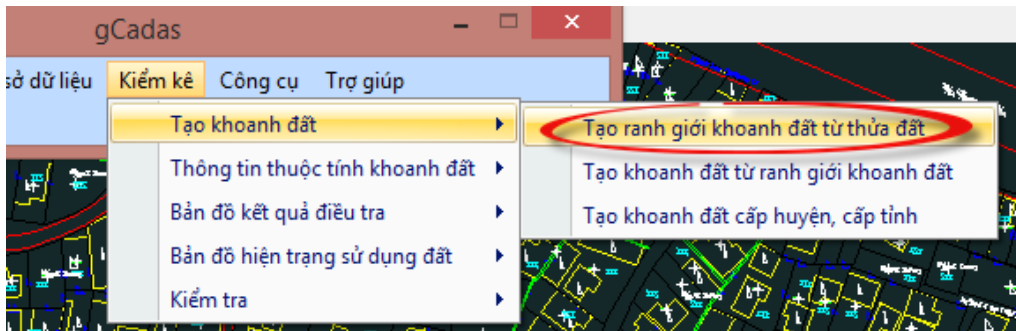 gCadas
sở dữ liệu Kiểm kê Công cụ Trợ giúp
Tạo khoanh đất
Thông tin thuộc tính khoanh đất
Bản đồ kết quả điều tra
Bản đồ hiện trạng sử dụng đất
Kiểm tra
Tạo ranh giới khoanh đất từ thửa đất
Tạo khoanh đất từ ranh giới khoanh đất
Tạo khoanh đất cấp huyện, cấp tỉnh